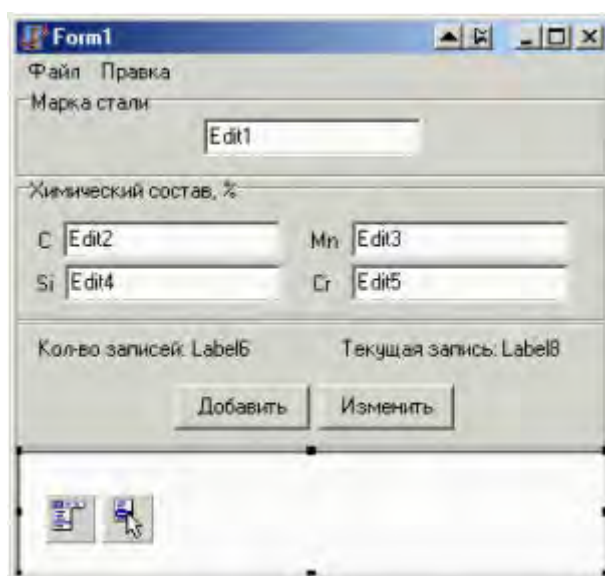 Form1
Файл Правка
Марка стали
Edit1
Химический состав, %
C Edit2 Mn Edit3
Si Edit4 Cr Edit5
Кол-во записей: Label6 Текущая запись: Label8
Добавить Изменить